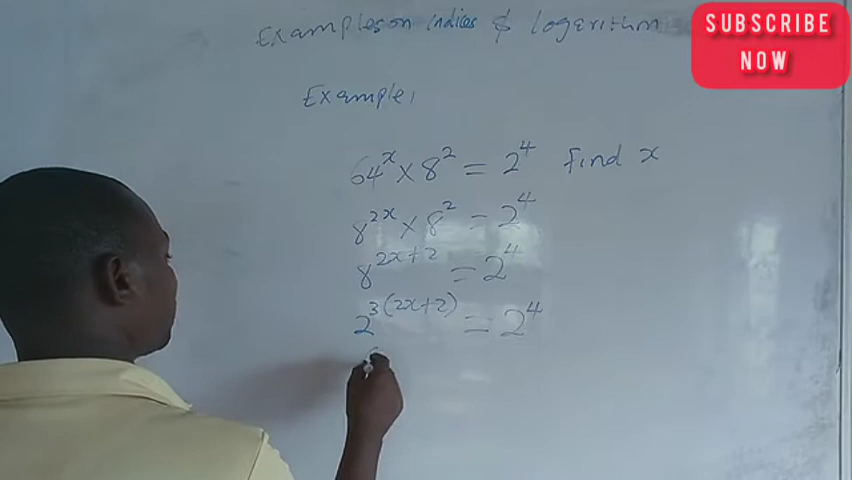 Examples on indices & logarithm
SUBSCRIBE
NOW
Example 1
64^x × 8^2 = 2^4 Find x
8^2x × 8^2 = 2^4
8^2x+2 = 2^4
2^3(2x+2) = 2^4